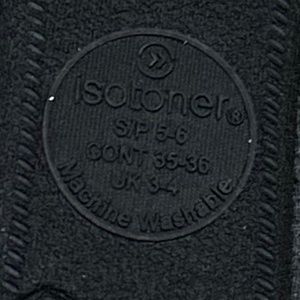 isotoner®
S/P 5-6
CONT 35-36
UK 3-4
Machine Washable